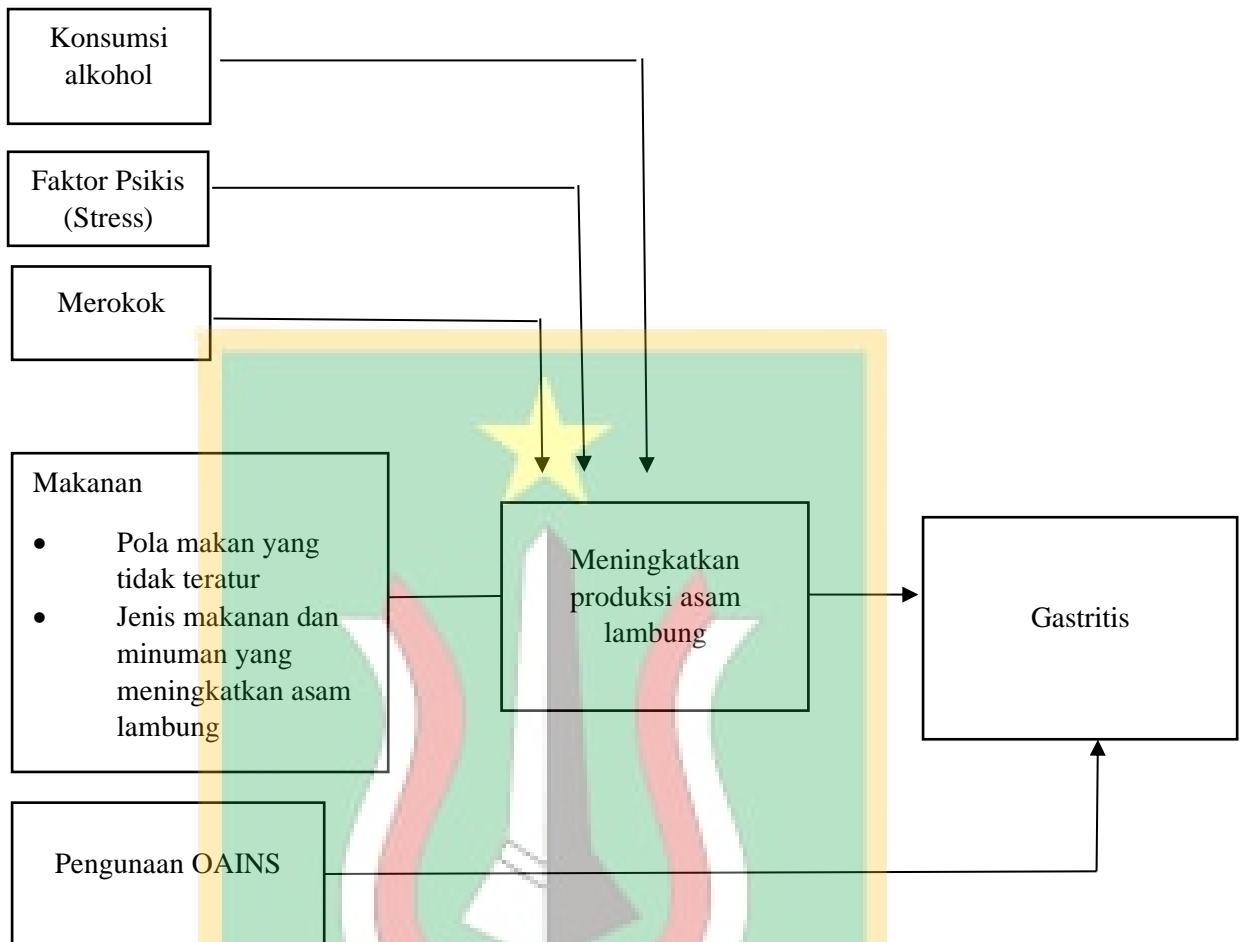 Konsumsi
alkohol
Faktor Psikis
(Stress)
Merokok
Makanan
• Pola makan yang
tidak teratur
• Jenis makanan dan
minuman yang
meningkatkan asam
lambung
Meningkatkan
produksi asam
lambung
Gastritis
Pengunaan OAINS